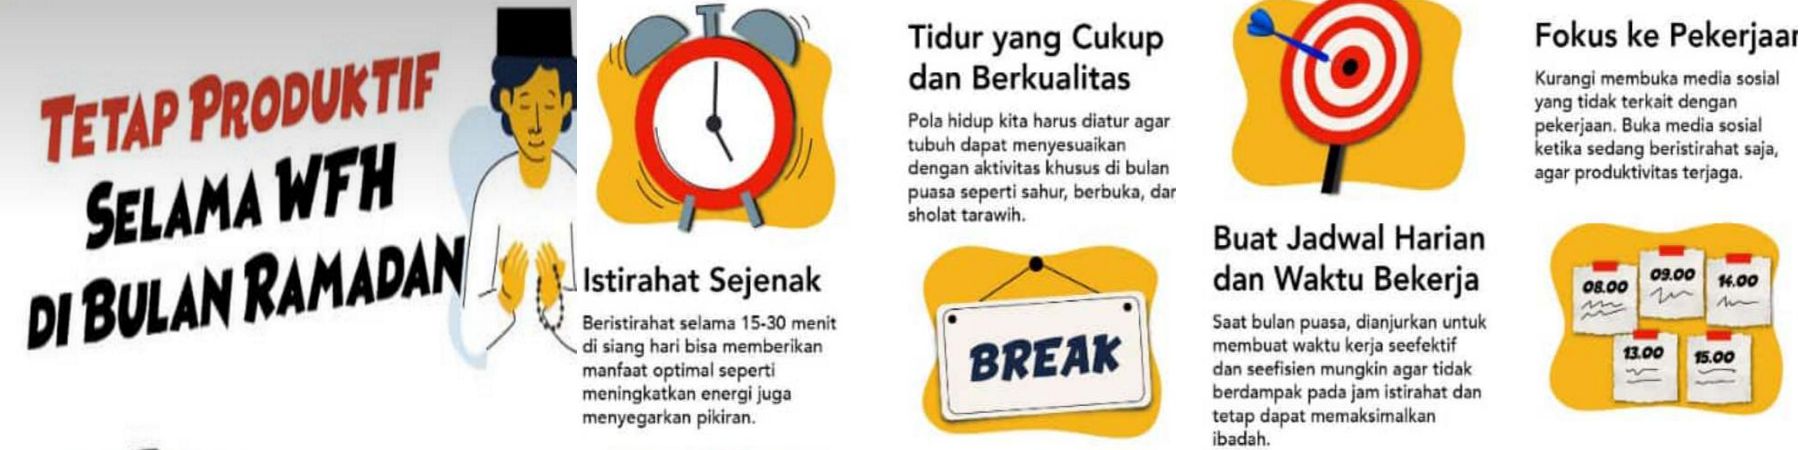 TETAP PRODUKTIF
SELAMA WFH
DI BULAN RAMADAN
Istirahat Sejenak
Beristirahat selama 15-30 menit
di siang hari bisa memberikan
manfaat optimal seperti
meningkatkan energi juga
menyegarkan pikiran.
Tidur yang Cukup
dan Berkualitas
Pola hidup kita harus diatur agar
tubuh dapat menyesuaikan
dengan aktivitas khusus di bulan
puasa seperti sahur, berbuka, dar
sholat tarawih.
BREAK
Buat Jadwal Harian
dan Waktu Bekerja
Saat bulan puasa, dianjurkan untuk
membuat waktu kerja seefektif
dan seefisien mungkin agar tidak
berdampak pada jam istirahat dan
tetap dapat memaksimalkan
ibadah.
Fokus ke Pekerjaar
Kurangi membuka media sosial
yang tidak terkait dengan
pekerjaan. Buka media sosial
ketika sedang beristirahat saja,
agar produktivitas terjaga.
08.00
09.00
14.00
13.00
15.00